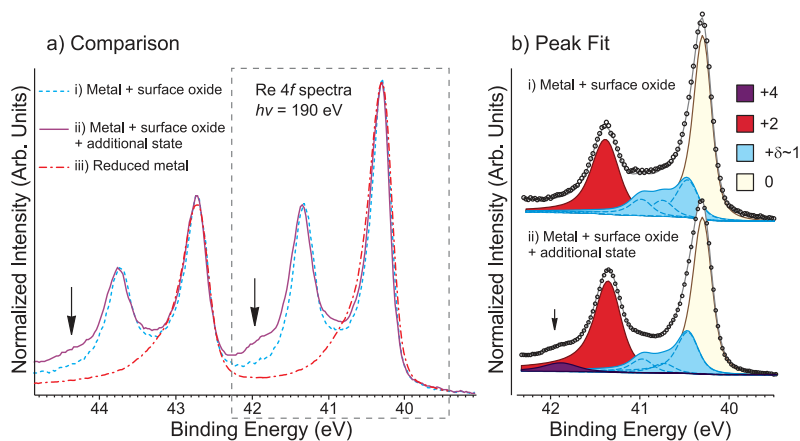 a) Comparison
i) Metal + surface oxide
ii) Metal + surface oxide
+ additional state
iii) Reduced metal
Re 4f spectra
hv = 190 eV
Normalized Intensity (Arb. Units)
44
43
42
41
40
Binding Energy (eV)
b) Peak Fit
i) Metal + surface oxide
+4
+2
+δ~1
0
ii) Metal + surface oxide
+ additional state
Normalized Intensity (Arb. Units)
42
41
40
Binding Energy (eV)